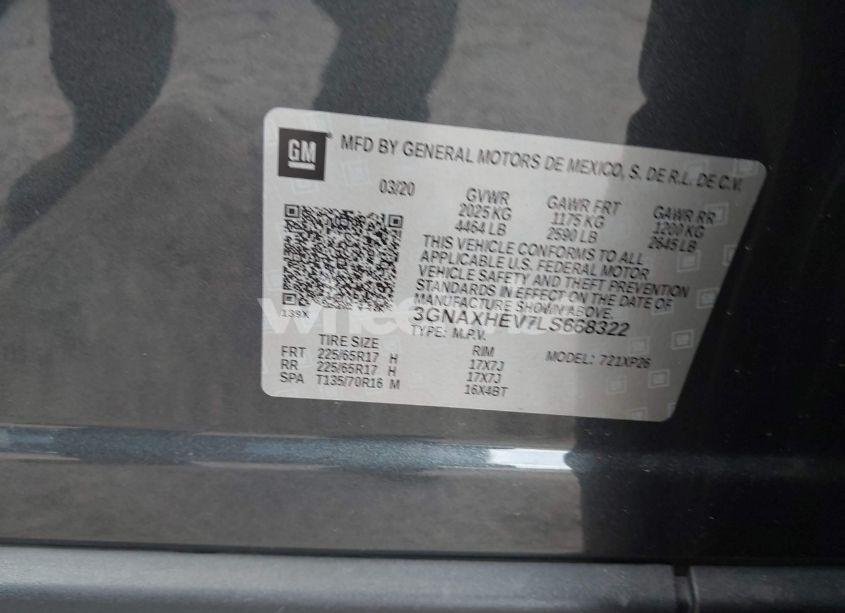 GM
MFD BY GENERAL MOTORS DE MEXICO, S. DE R.L. DE C.V.
03/20 GVWR GAWR FRT GAWR RR
2025 KG 1175 KG 1200 KG
4464 LB 2590 LB 2645 LB
THIS VEHICLE CONFORMS TO ALL
APPLICABLE U.S. FEDERAL MOTOR
VEHICLE SAFETY AND THEFT PREVENTION
STANDARDS IN EFFECT ON THE DATE OF
MANUFACTURE SHOWN ABOVE.
139X
3GNAXHEV7LS668322
TYPE: M.P.V.
MODEL: 721XP26
TIRE SIZE RIM
FRT 225/65R17 H 17X7J
RR 225/65R17 H 17X7J
SPA T135/70R16 M 16X4BT